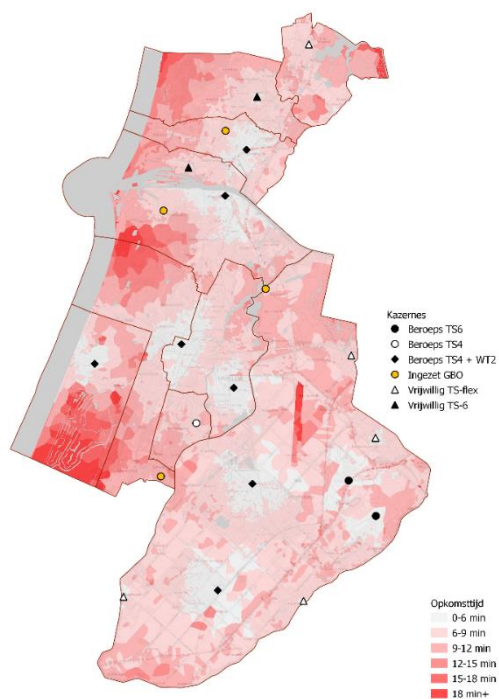 Kazernes
Beroeps TS6
Beroeps TS4
Beroeps TS4 + WT2
Ingezet GBO
Vrijwillig TS-flex
Vrijwillig TS-6
Opkomsttijd
0-6 min
6-9 min
9-12 min
12-15 min
15-18 min
18 min+